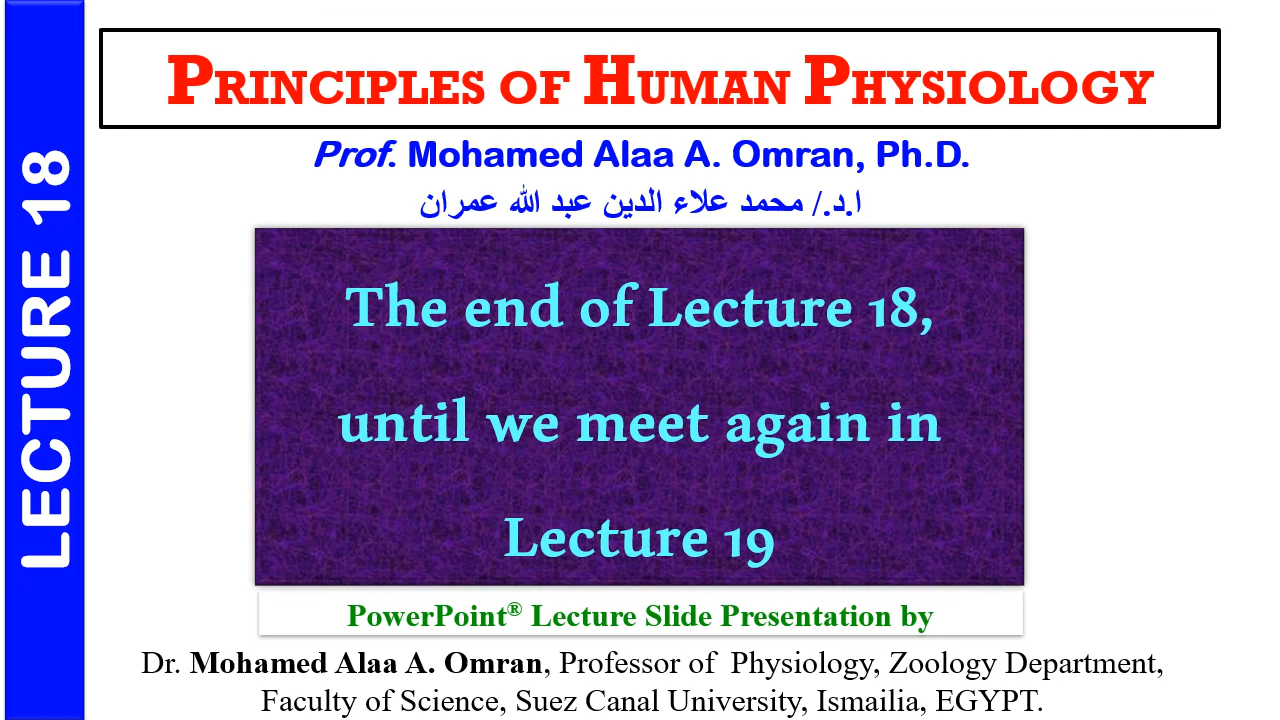 LECTURE 18
PRINCIPLES OF HUMAN PHYSIOLOGY
Prof. Mohamed Alaa A. Omran, Ph.D.
ا.د./ محمد علاء الدين عبد الله عمران
The end of Lecture 18,
until we meet again in
Lecture 19
PowerPoint® Lecture Slide Presentation by
Dr. Mohamed Alaa A. Omran, Professor of Physiology, Zoology Department,
Faculty of Science, Suez Canal University, Ismailia, EGYPT.